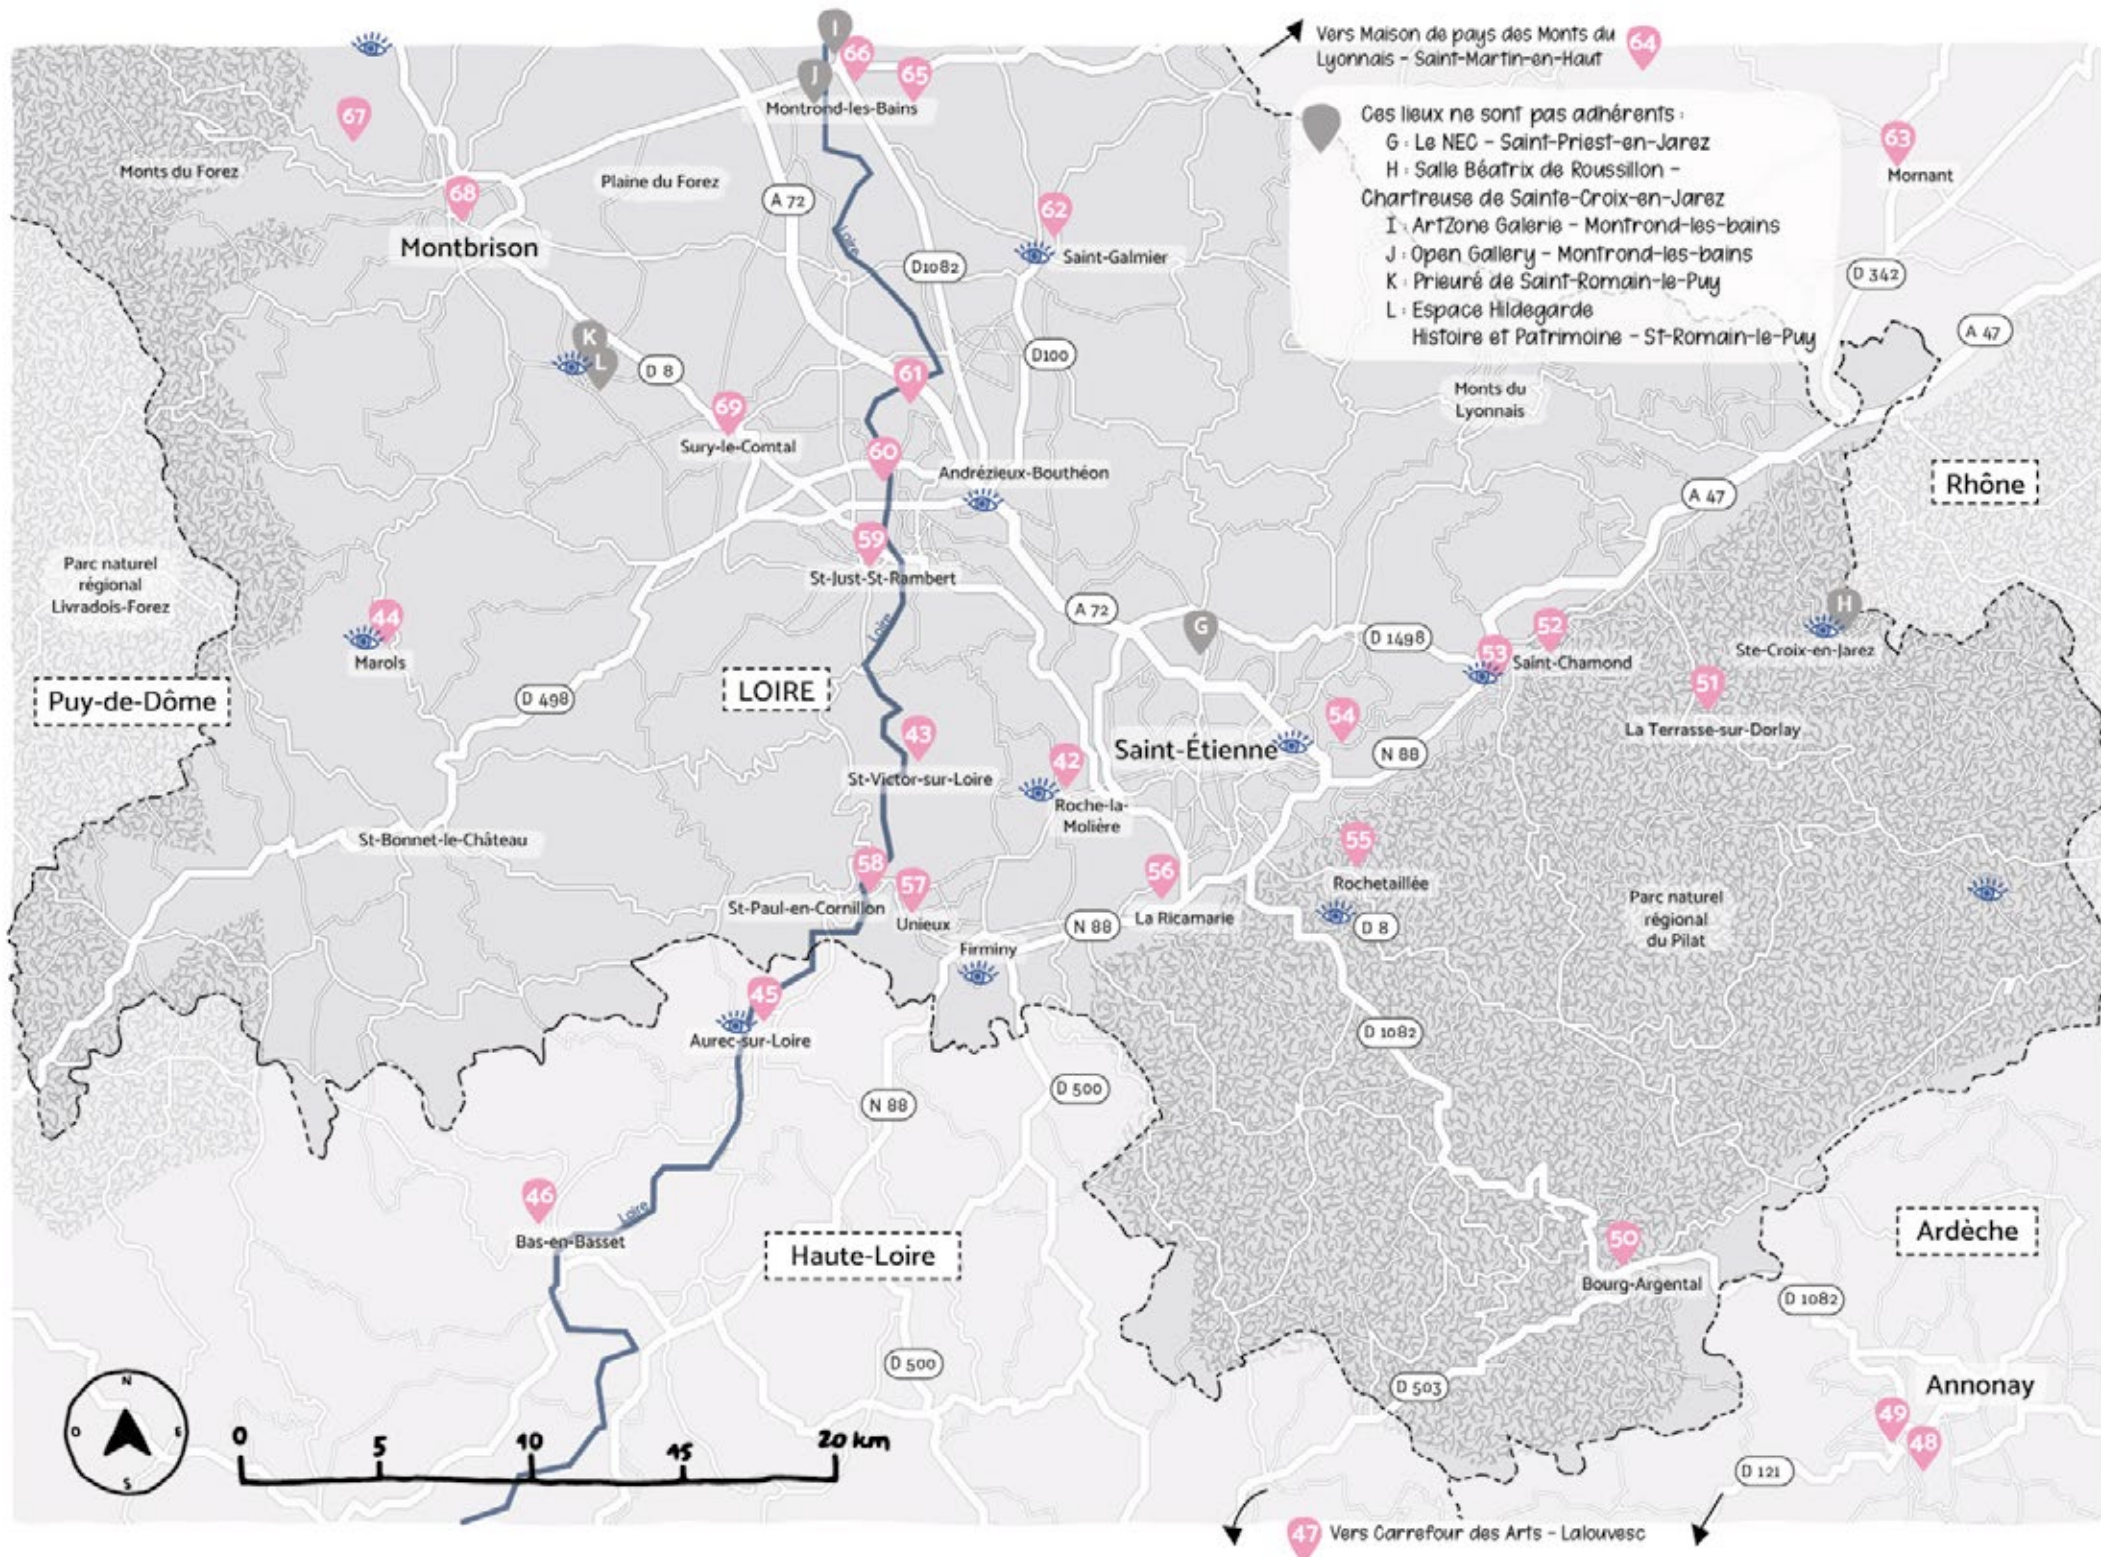 I
66
J
65
Montrond-les-Bains
Vers Maison de pays des Monts du
Lyonnais - Saint-Martin-en-Haut
64
Ces lieux ne sont pas adhérents :
G : Le NEC - Saint-Priest-en-Jarez
H : Salle Béatrix de Roussillon -
Chartreuse de Sainte-Croix-en-Jarez
I : ArtZone Galerie - Montrond-les-bains
J : Open Gallery - Montrond-les-bains
K : Prieuré de Saint-Romain-le-Puy
L : Espace Hildegarde
Histoire et Patrimoine - St-Romain-le-Puy
67
63
Mornant
Monts du Forez
Plaine du Forez
68
Montbrison
A 72
62
Saint-Galmier
Loire
D1082
D 342
A 47
K
L
D 8
D100
61
69
Sury-le-Comtal
Monts du
Lyonnais
60
Andrézieux-Bouthéon
A 47
Rhône
59
St-Just-St-Rambert
Parc naturel
régional
Livradois-Forez
44
Marols
Loire
A 72
G
D 1498
53
52
Saint-Chamond
H
Ste-Croix-en-Jarez
Puy-de-Dôme
D 498
LOIRE
51
La Terrasse-sur-Dorlay
43
St-Victor-sur-Loire
42
Roche-la-
Molière
Saint-Étienne
54
N 88
St-Bonnet-le-Château
58
St-Paul-en-Cornillon
57
Unieux
56
La Ricamarie
55
Rochetaillée
D 8
Parc naturel
régional
du Pilat
N 88
Firminy
45
Aurec-sur-Loire
D 1082
N 88
D 500
46
Bas-en-Basset
Loire
Haute-Loire
Ardèche
50
Bourg-Argental
D 1082
D 500
D 503
Annonay
49
48
D 121
N
O
E
S
0
5
10
15
20 km
47
Vers Carrefour des Arts - Lalouvesc